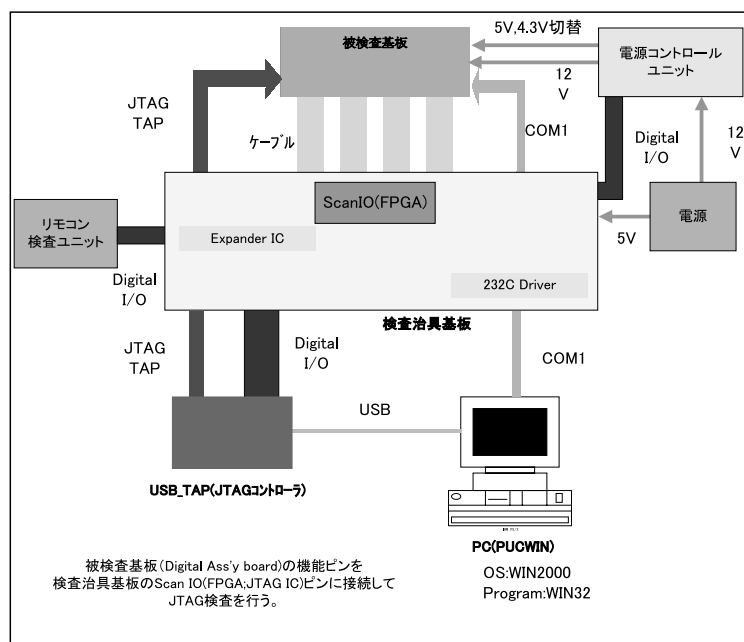 5V,4.3V切替
被検査基板
電源コントロール
ユニット
12
V
JTAG
TAP
ケーブル
COM1
Digital
I/O
12
V
ScanIO(FPGA)
リモコン
検査ユニット
Expander IC
電源
5V
Digital
I/O
232C Driver
検査治具基板
JTAG
TAP
Digital
I/O
COM1
USB
USB_TAP(JTAGコントローラ)
PC(PUCWIN)
OS:WIN2000
Program:WIN32
被検査基板(Digital Ass'y board)の機能ピンを
検査治具基板のScan IO(FPGA;JTAG IC)ピンに接続して
JTAG検査を行う。